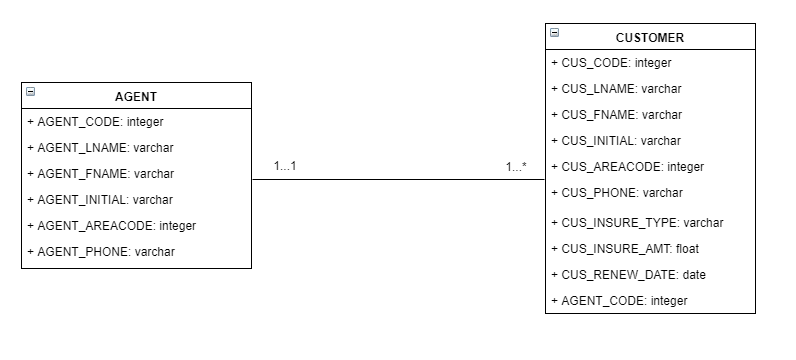 AGENT
+ AGENT_CODE: integer
+ AGENT_LNAME: varchar
+ AGENT_FNAME: varchar
+ AGENT_INITIAL: varchar
+ AGENT_AREACODE: integer
+ AGENT_PHONE: varchar
1...1
1...*
CUSTOMER
+ CUS_CODE: integer
+ CUS_LNAME: varchar
+ CUS_FNAME: varchar
+ CUS_INITIAL: varchar
+ CUS_AREACODE: integer
+ CUS_PHONE: varchar
+ CUS_INSURE_TYPE: varchar
+ CUS_INSURE_AMT: float
+ CUS_RENEW_DATE: date
+ AGENT_CODE: integer